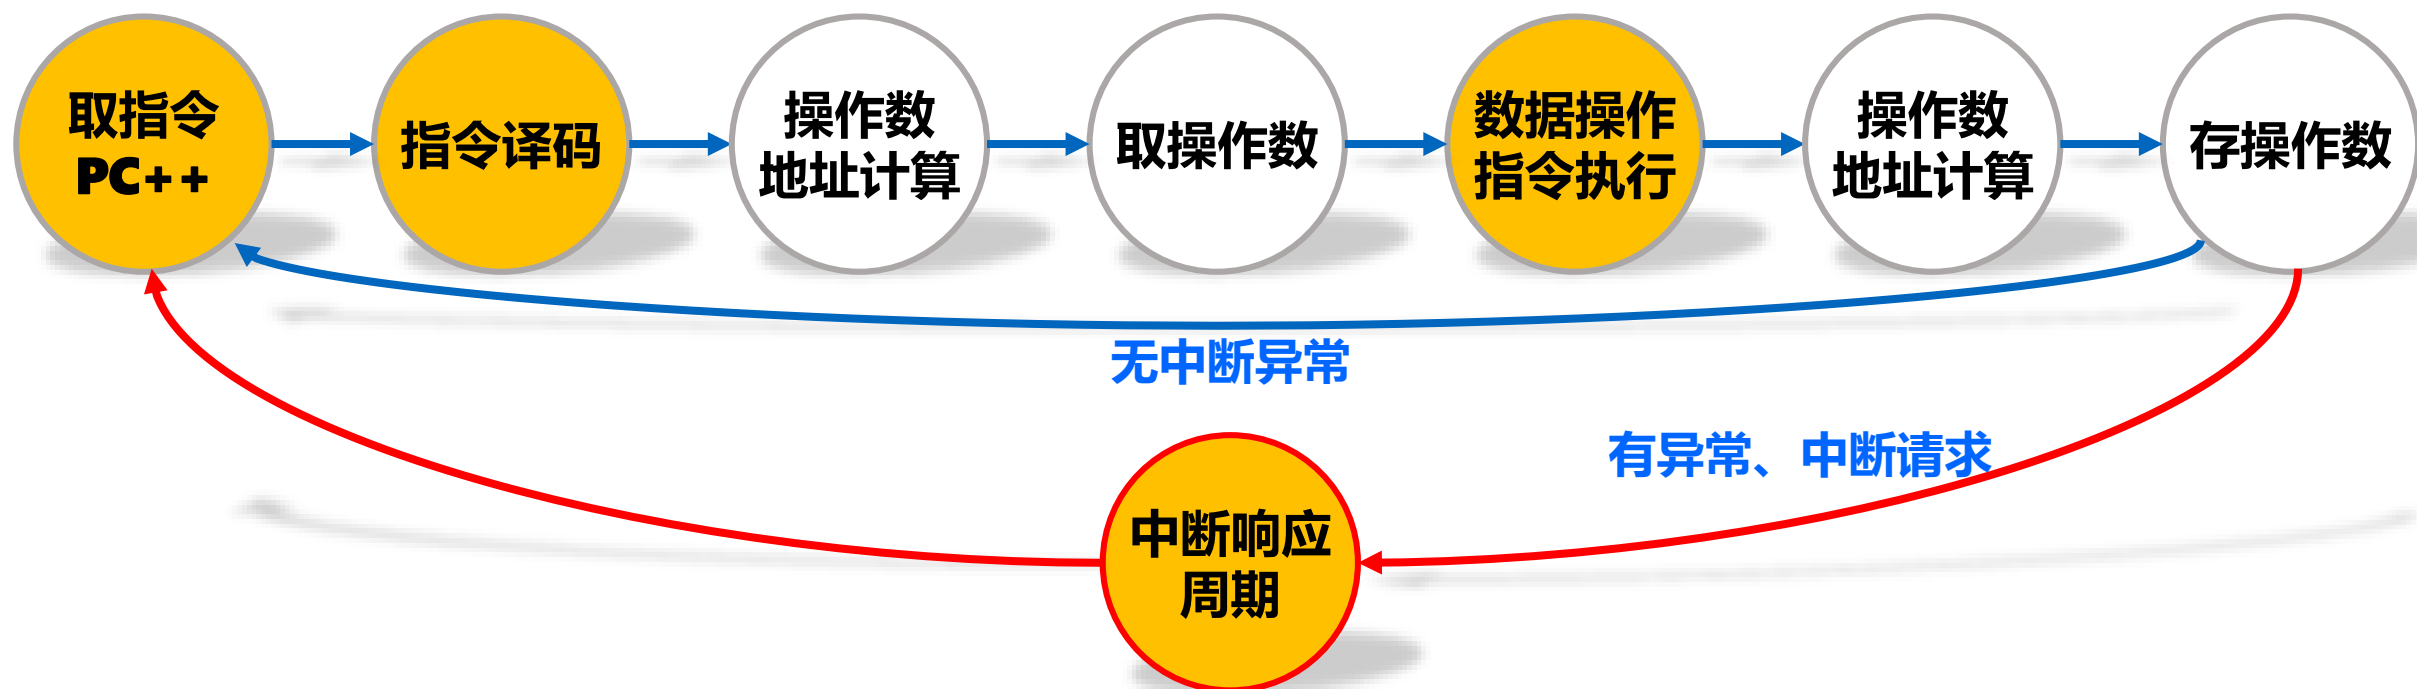 取指令
PC++
指令译码
操作数
地址计算
取操作数
数据操作
指令执行
操作数
地址计算
存操作数
无中断异常
有异常、中断请求
中断响应
周期